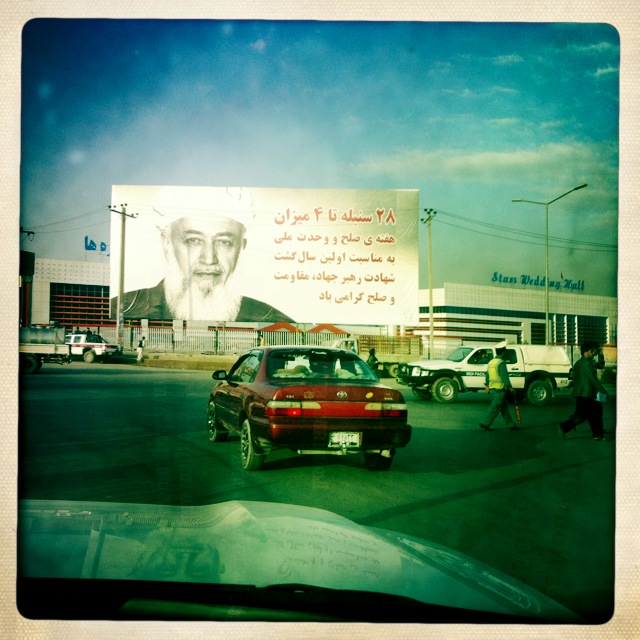 ۲۸ سنبله تا ۴ میزان
هفته ی صلح و وحدت ملی
به مناسبت اولین سال گشت
شهادت رهبر جهاد، مقاومت
و صلح گرامی باد
Stars Wedding Hall